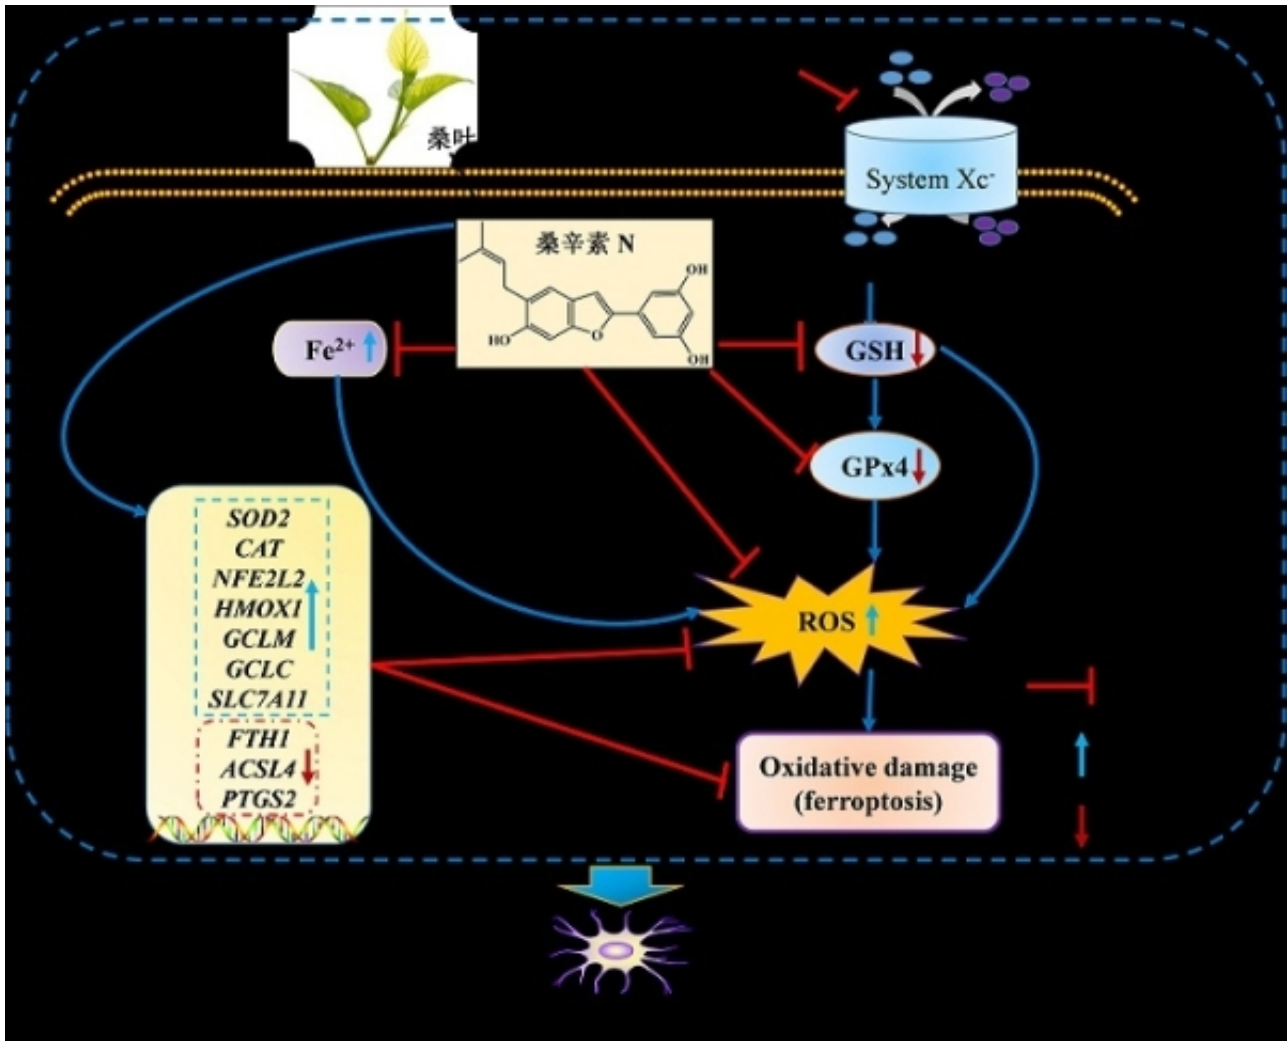 桑叶
System Xc-
桑辛素 N
OH
HO
O
OH
Fe2+
GSH
GPx4
SOD2
CAT
NFE2L2
HMOX1
GCLM
GCLC
SLC7A11
FTH1
ACSL4
PTGS2
ROS
Oxidative damage
(ferroptosis)